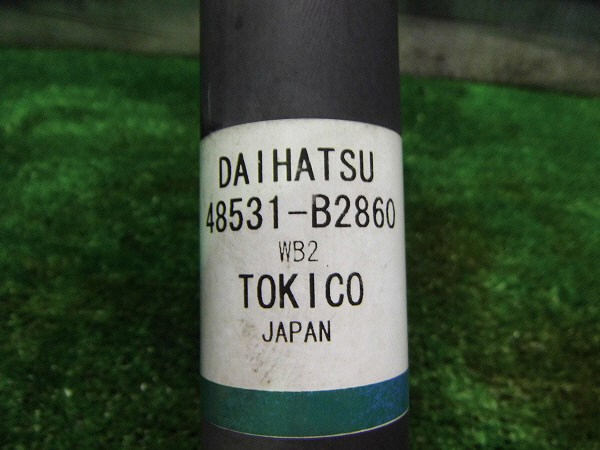 DAIHATSU
48531-B2860
WB2
TOKICO
JAPAN